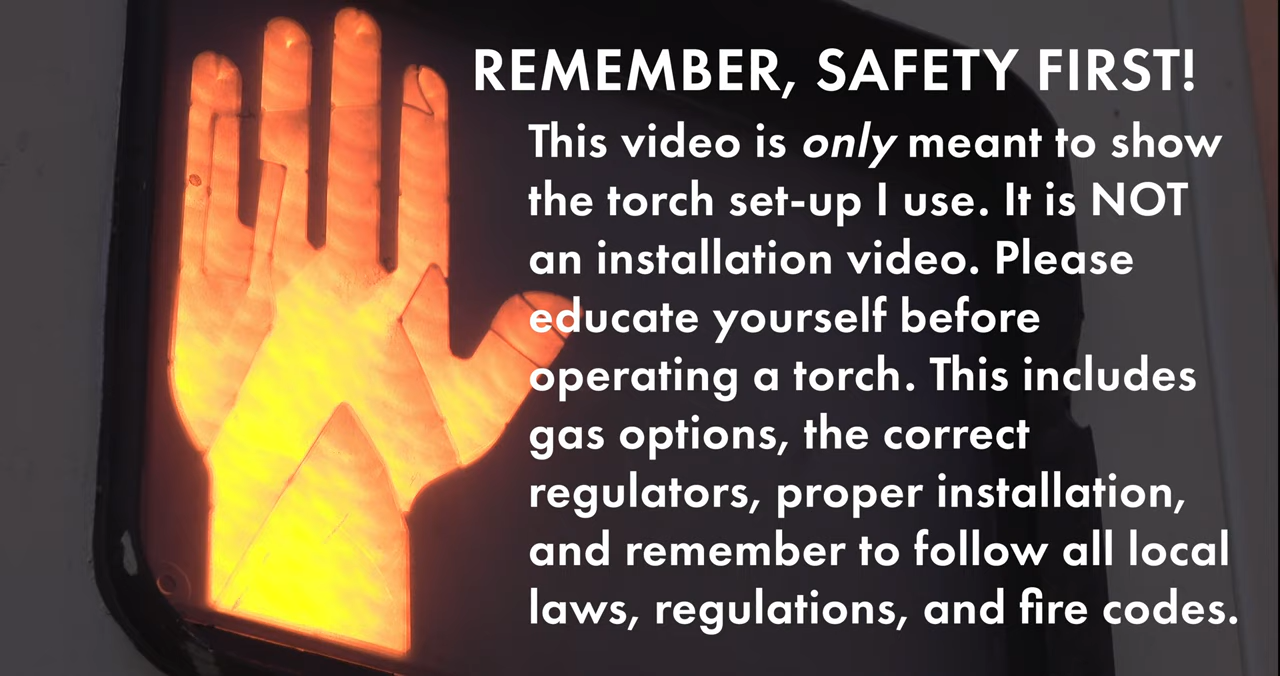 REMEMBER, SAFETY FIRST!
This video is only meant to show
the torch set-up I use. It is NOT
an installation video. Please
educate yourself before
operating a torch. This includes
gas options, the correct
regulators, proper installation,
and remember to follow all local
laws, regulations, and fire codes.